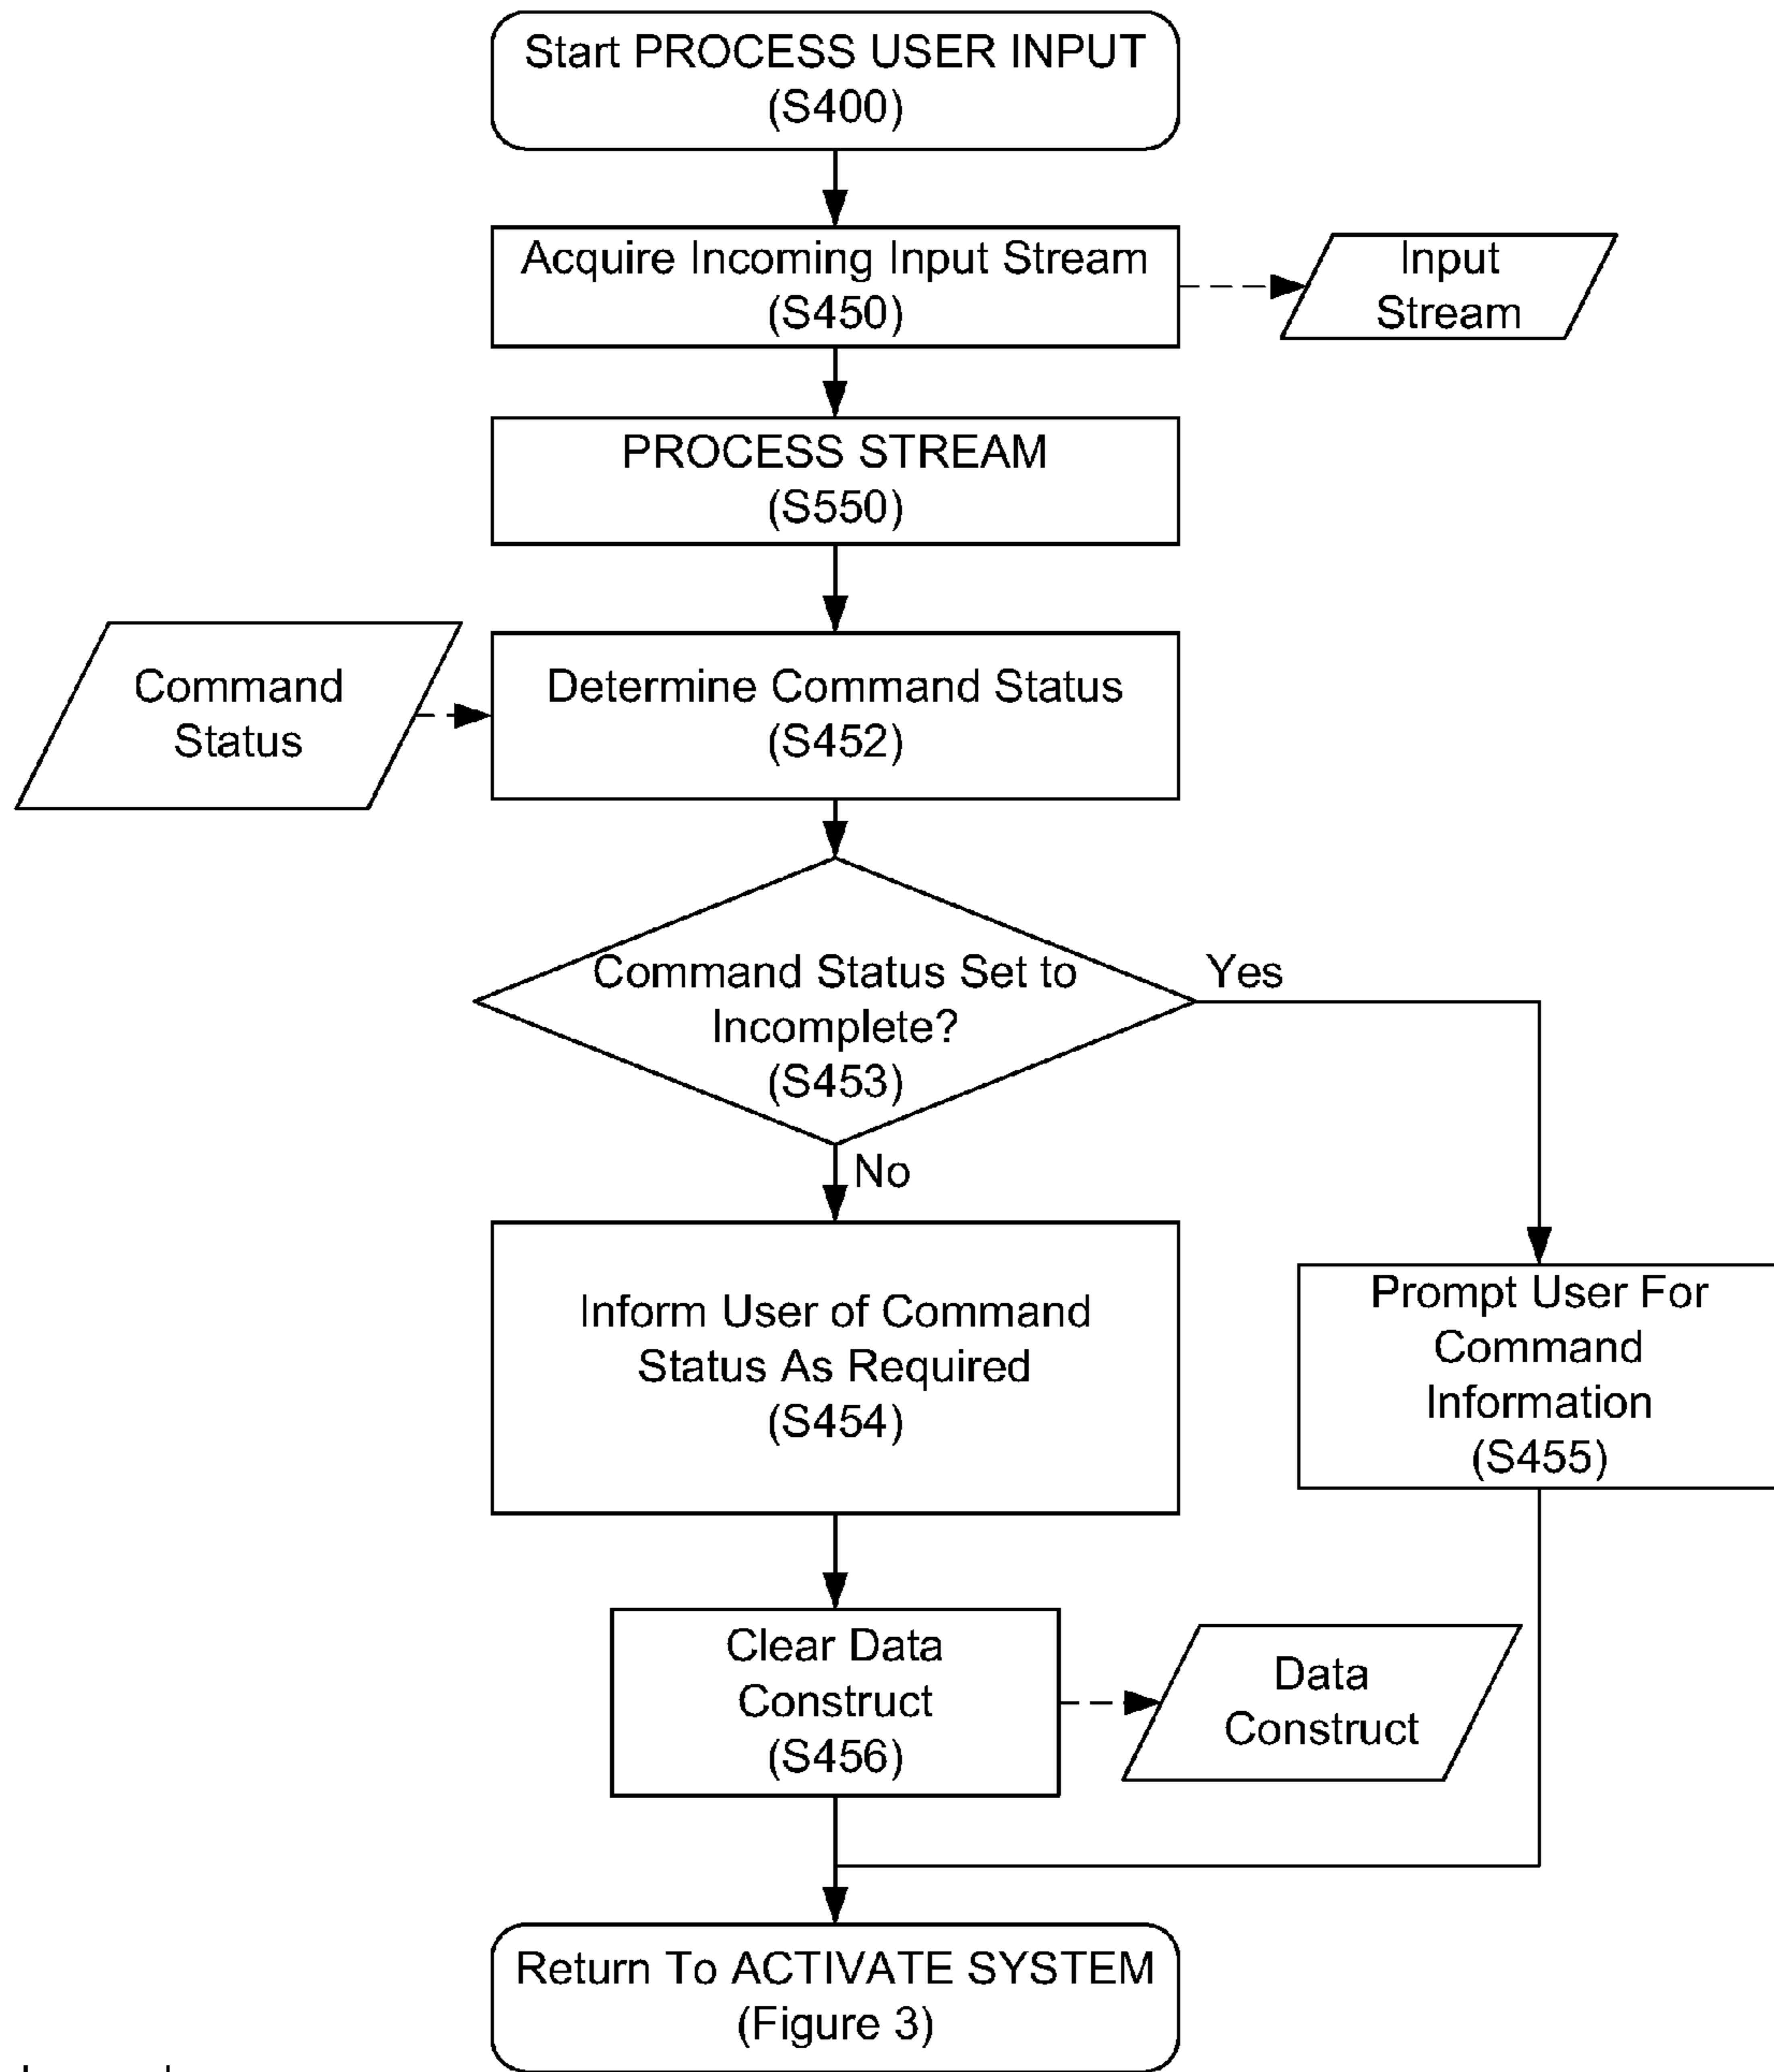 Start PROCESS USER INPUT
(S400)
Acquire Incoming Input Stream
(S450)
Input
Stream
PROCESS STREAM
(S550)
Command
Status
Determine Command Status
(S452)
Command Status Set to
Incomplete?
(S453)
Yes
No
Inform User of Command
Status As Required
(S454)
Prompt User For
Command
Information
(S455)
Clear Data
Construct
(S456)
Data
Construct
Return To ACTIVATE SYSTEM
(Figure 3)